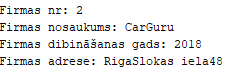 Firmas nr: 2
Firmas nosaukums: CarGuru
Firmas dibināšanas gads: 2018
Firmas adrese: RigaSlokas iela48